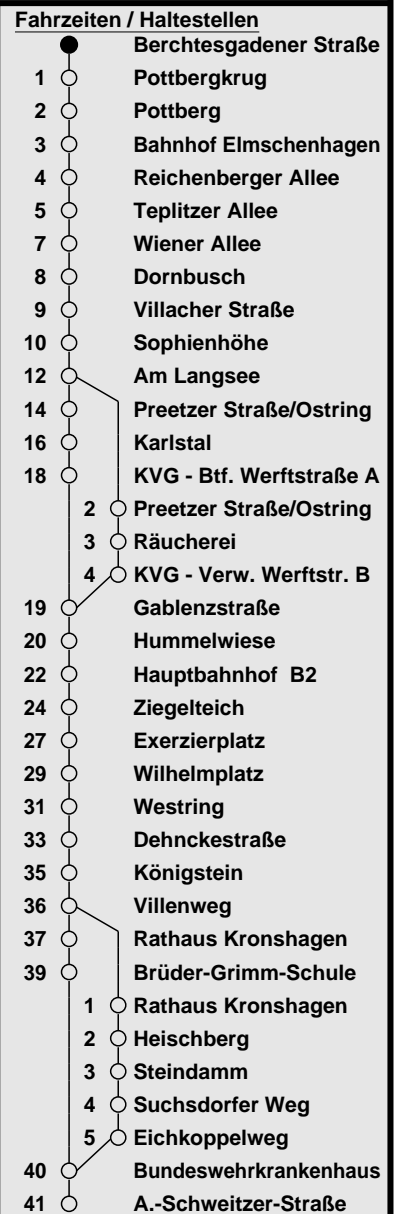 Fahrzeiten / Haltestellen
Berchtesgadener Straße
1 Pottbergkrug
2 Pottberg
3 Bahnhof Elmschenhagen
4 Reichenberger Allee
5 Teplitzer Allee
7 Wiener Allee
8 Dornbusch
9 Villacher Straße
10 Sophienhöhe
12 Am Langsee
14 Preetzer Straße/Ostring
16 Karlstal
18 KVG - Btf. Werftstraße A
2 Preetzer Straße/Ostring
3 Räucherei
4 KVG - Verw. Werftstr. B
19 Gablenzstraße
20 Hummelwiese
22 Hauptbahnhof B2
24 Ziegelteich
27 Exerzierplatz
29 Wilhelmplatz
31 Westring
33 Dehnckestraße
35 Königstein
36 Villenweg
37 Rathaus Kronshagen
39 Brüder-Grimm-Schule
1 Rathaus Kronshagen
2 Heischberg
3 Steindamm
4 Suchsdorfer Weg
5 Eichkoppelweg
40 Bundeswehrkrankenhaus
41 A.-Schweitzer-Straße